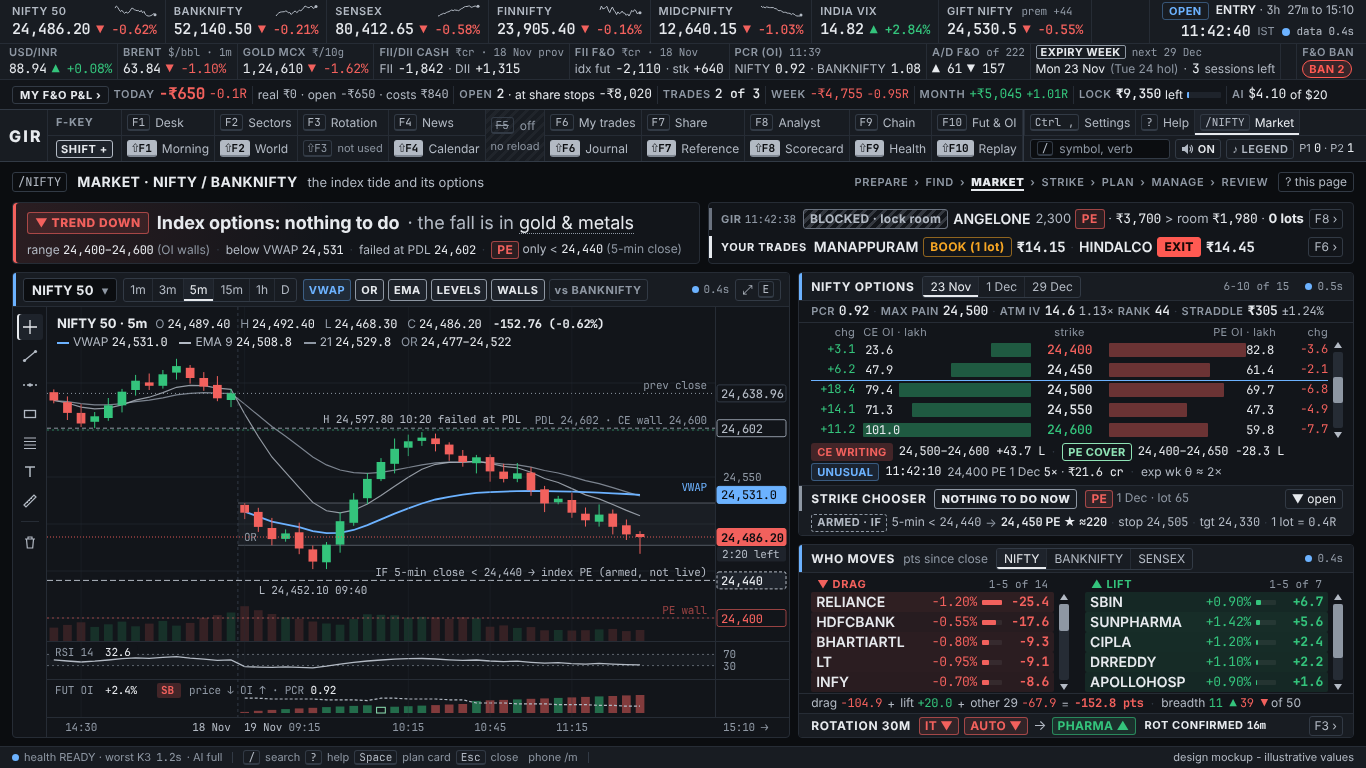 NIFTY 50 BANKNIFTY SENSEX FINNIFTY MIDCPNIFTY INDIA VIX GIFT NIFTY prem +44 OPEN ENTRY · 3h 27m to 15:10
24,486.20 ▼ -0.62% 52,140.50 ▼ -0.21% 80,412.65 ▼ -0.58% 23,905.40 ▼ -0.16% 12,640.15 ▼ -1.03% 14.82 ▲ +2.84% 24,530.5 ▼ -0.55% 11:42:40 IST ● data 0.4s
USD/INR BRENT $/bbl · 1m GOLD MCX ₹/10g FII/DII CASH ₹cr · 18 Nov prov FII F&O ₹cr · 18 Nov PCR (OI) 11:39 A/D F&O of 222 EXPIRY WEEK next 29 Dec F&O BAN
88.94 ▲ +0.08% 63.84 ▼ -1.10% 1,24,610 ▼ -1.62% FII -1,842 · DII +1,315 idx fut -2,110 · stk +640 NIFTY 0.92 · BANKNIFTY 1.08 ▲ 61 ▼ 157 Mon 23 Nov (Tue 24 hol) · 3 sessions left BAN 2
MY F&O P&L › TODAY -₹650 -0.1R real ₹0 · open -₹650 · costs ₹840 OPEN 2 · at share stops -₹8,020 TRADES 2 of 3 WEEK -₹4,755 -0.95R MONTH +₹5,045 +1.01R LOCK ₹9,350 left AI $4.10 of $20
GIR F-KEY F1 Desk F2 Sectors F3 Rotation F4 News F5 off F6 My trades F7 Share F8 Analyst F9 Chain F10 Fut & OI Ctrl , Settings ? Help /NIFTY Market
SHIFT + ⇧F1 Morning ⇧F2 World ⇧F3 not used ⇧F4 Calendar no reload ⇧F6 Journal ⇧F7 Reference ⇧F8 Scorecard ⇧F9 Health ⇧F10 Replay / symbol, verb ON ♪ LEGEND P1 0 · P2 1
/NIFTY MARKET · NIFTY / BANKNIFTY the index tide and its options PREPARE › FIND › MARKET › STRIKE › PLAN › MANAGE › REVIEW ? this page
▼ TREND DOWN Index options: nothing to do · the fall is in gold & metals
range 24,400–24,600 (OI walls) · below VWAP 24,531 · failed at PDL 24,602 · PE only < 24,440 (5-min close)
GIR 11:42:38 BLOCKED · lock room ANGELONE 2,300 PE · ₹3,700 > room ₹1,980 · 0 lots F8 ›
YOUR TRADES MANAPPURAM BOOK (1 lot) ₹14.15 · HINDALCO EXIT ₹14.45 F6 ›
NIFTY 50 ▾ 1m 3m 5m 15m 1h D VWAP OR EMA LEVELS WALLS vs BANKNIFTY ● 0.4s ⤢ E
NIFTY 50 · 5m O 24,489.40 H 24,492.40 L 24,468.30 C 24,486.20 -152.76 (-0.62%)
VWAP 24,531.0 EMA 9 24,508.8 21 24,529.8 OR 24,477–24,522
prev close 24,638.96
H 24,597.80 10:20 failed at PDL PDL 24,602 · CE wall 24,600 24,602
24,550
VWAP 24,531.0
OR 24,486.20
2:20 left
IF 5-min close < 24,440 → index PE (armed, not live) 24,440
L 24,452.10 09:40
PE wall 24,400
RSI 14 32.6 70
30
FUT OI +2.4% SB price ↓ OI ↑ · PCR 0.92
14:30 18 Nov 19 Nov 09:15 10:15 10:45 11:15 15:10 →
NIFTY OPTIONS 23 Nov 1 Dec 29 Dec 6-10 of 15 ● 0.5s
PCR 0.92 · MAX PAIN 24,500 · ATM IV 14.6 1.13× RANK 44 · STRADDLE ₹305 ±1.24%
chg CE OI · lakh strike PE OI · lakh chg
+3.1 23.6 24,400 82.8 -3.6
+6.2 47.9 24,450 61.4 -2.1
+18.4 79.4 24,500 69.7 -6.8
+14.1 71.3 24,550 47.3 -4.9
+11.2 101.0 24,600 59.8 -7.7
CE WRITING 24,500–24,600 +43.7 L · PE COVER 24,400–24,650 -28.3 L
UNUSUAL 11:42:10 24,400 PE 1 Dec 5× · ₹21.6 cr · exp wk θ ≈ 2×
STRIKE CHOOSER NOTHING TO DO NOW PE 1 Dec · lot 65 ▼ open
ARMED · IF 5-min < 24,440 → 24,450 PE ★ ≈220 · stop 24,505 · tgt 24,330 · 1 lot = 0.4R
WHO MOVES pts since close NIFTY BANKNIFTY SENSEX ● 0.4s
▼ DRAG 1-5 of 14 ▲ LIFT 1-5 of 7
RELIANCE -1.20% -25.4 SBIN +0.90% +6.7
HDFCBANK -0.55% -17.6 SUNPHARMA +1.42% +5.6
BHARTIARTL -0.80% -9.3 CIPLA +1.20% +2.4
LT -0.95% -9.1 DRREDDY +1.10% +2.2
INFY -0.70% -8.6 APOLLOHOSP +0.90% +1.6
drag -104.9 + lift +20.0 + other 29 -67.9 = -152.8 pts · breadth 11 ▲ 39 ▼ of 50
ROTATION 30M IT ▼ AUTO ▼ → PHARMA ▲ ROT CONFIRMED 16m F3 ›
● health READY · worst K3 1.2s · AI full / search ? help Space plan card Esc close phone /m design mockup - illustrative values